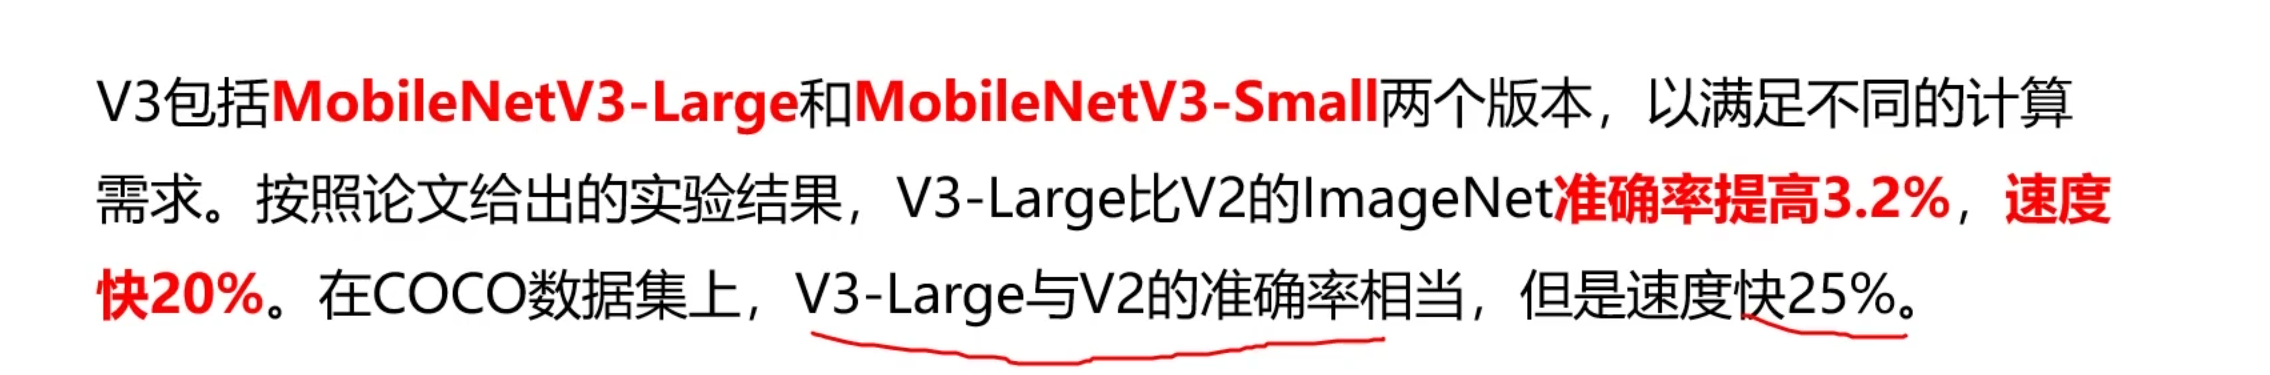 V3包括MobileNetV3-Large和MobileNetV3-Small两个版本，以满足不同的计算
需求。按照论文给出的实验结果，V3-Large比V2的ImageNet准确率提高3.2%，速度
快20%。在COCO数据集上，V3-Large与V2的准确率相当，但是速度快25%。